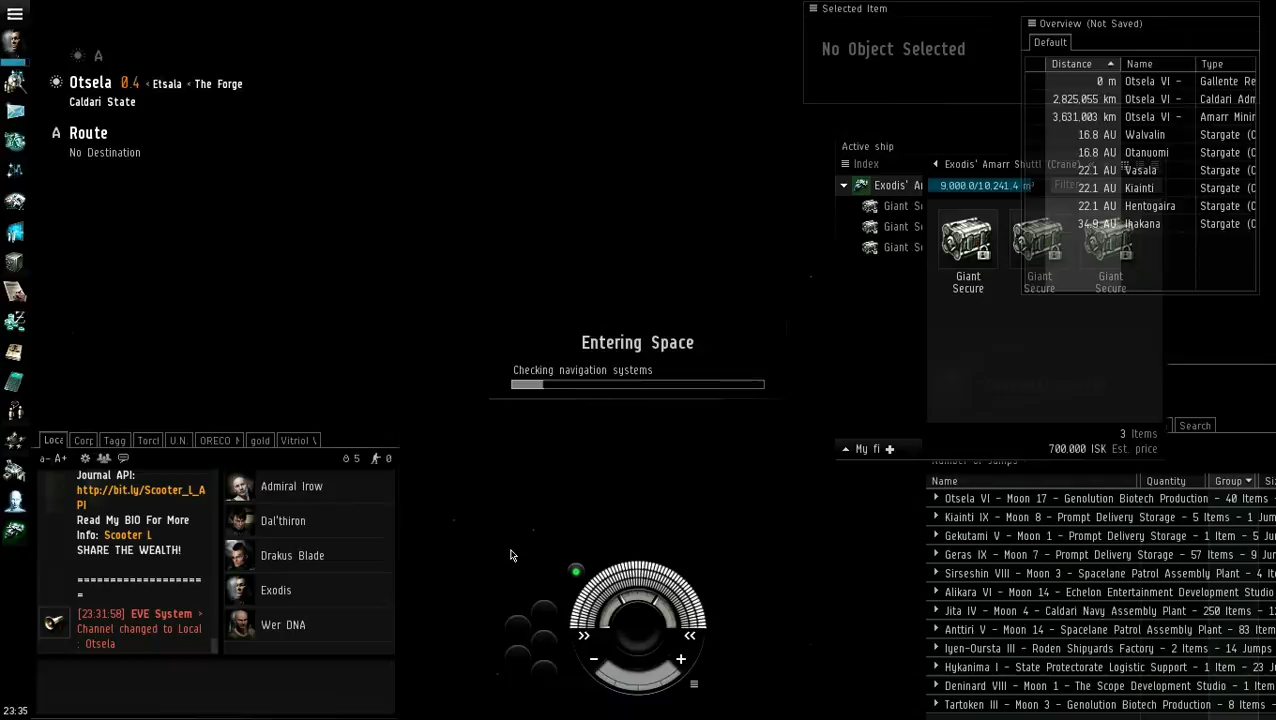 Selected Item
No Object Selected
Overview (Not Saved)
Default
Distance Name Type
0 m Otsela VI - Gallente Re
2,825,055 km Otsela VI - Caldari Adm
3,631,003 km Otsela VI - Amarr Mini
16.8 AU Walvalin Stargate (C
16.8 AU Otanuomi Stargate (C
22.1 AU Vasala Stargate (C
22.1 AU Kiainti Stargate (C
22.1 AU Hentogaira Stargate (C
34.9 AU Ihakana Stargate (C
A
Otsela 0.4 < Etsala < The Forge
Caldari State
A Route
No Destination
Active ship
Index
Exodis' Amarr Shuttl (Crane)
Exodis' Ar
9,000.0/10,241.4 m³
Giant S
Giant S
Giant S
Giant Secure
Giant Secure
Giant Secure
3 Items
700.000 ISK Est. price
My fi
Search
Entering Space
Checking navigation systems
Loca Corp Tagg Torcl U.N. ORECO gold Vitriol
a- A+
5 0
Journal API:
http://bit.ly/Scooter_L_A
PI
Read My BIO For More
Info: Scooter L
SHARE THE WEALTH!
====================
=
[23:31:58] EVE System >
Channel changed to Local
: Otsela
Admiral Irow
Dal'thiron
Drakus Blade
Exodis
Wer DNA
Name Quantity Group Siz
Otsela VI - Moon 17 - Genolution Biotech Production - 40 Items -
Kiainti IX - Moon 8 - Prompt Delivery Storage - 5 Items - 1 Jum
Gekutami V - Moon 1 - Prompt Delivery Storage - 1 Item - 5 Ju
Geras IX - Moon 7 - Prompt Delivery Storage - 57 Items - 9 Jum
Sirseshin VIII - Moon 3 - Spacelane Patrol Assembly Plant - 4 It
Alikara VI - Moon 14 - Echelon Entertainment Development Studio
Jita IV - Moon 4 - Caldari Navy Assembly Plant - 250 Items - 1
Anttiri V - Moon 14 - Spacelane Patrol Assembly Plant - 83 Item
Iyen-Oursta III - Roden Shipyards Factory - 2 Items - 14 Jumps
Hykanima I - State Protectorate Logistic Support - 1 Item - 23 J
Deninard VIII - Moon 1 - The Scope Development Studio - 1 Item
Tartoken III - Moon 3 - Genolution Biotech Production - 8 Items -
23:35